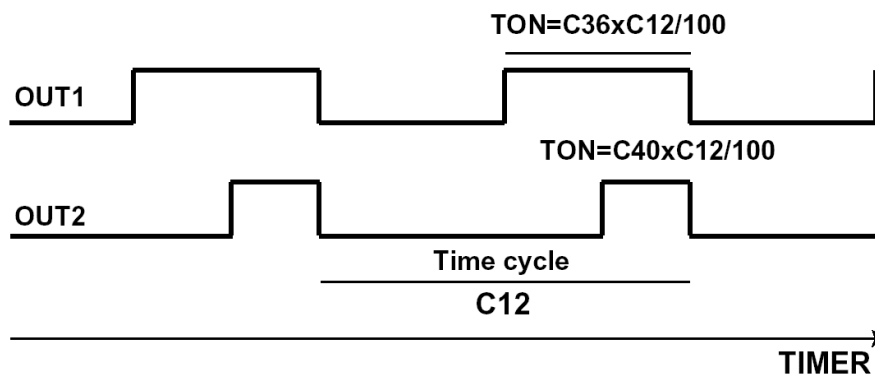 TON=C36xC12/100
OUT1
TON=C40xC12/100
OUT2
Time cycle
C12
TIMER